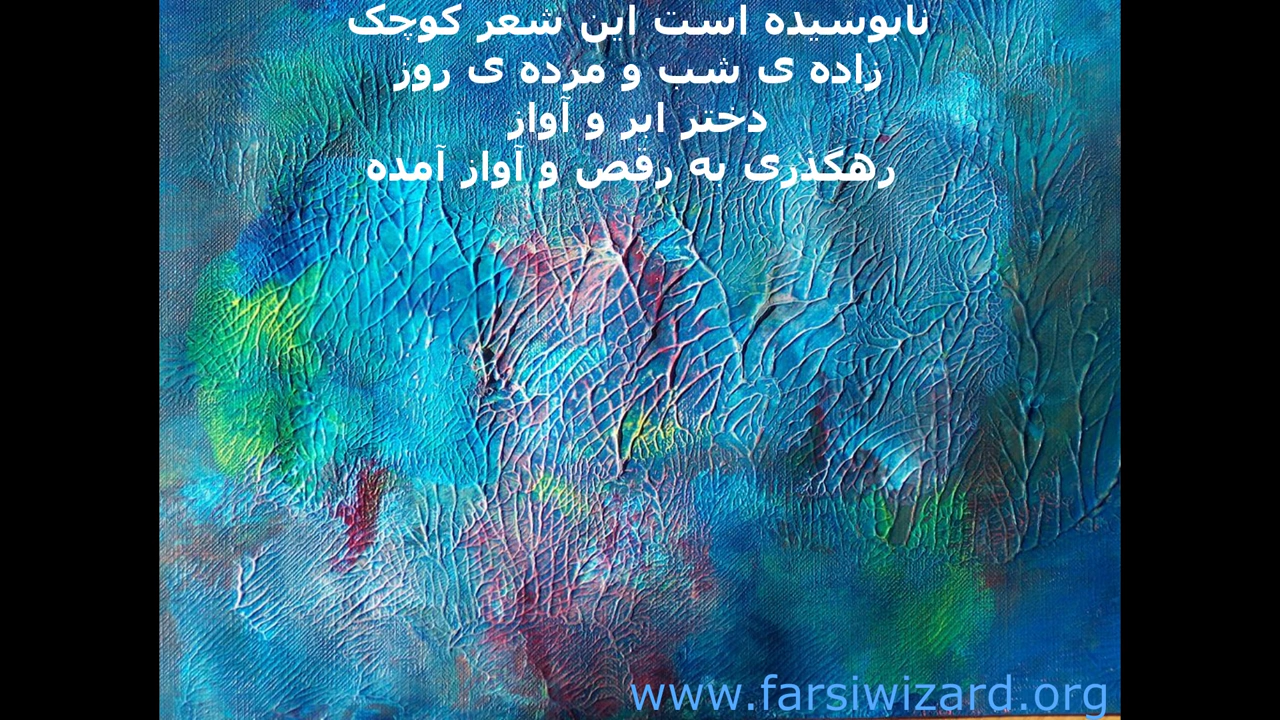 نابوسیده است این شعر کوچک
زاده ی شب و مرده ی روز
دختر ابر و آواز
رهگذری به رقص و آواز آمده
www.farsiwizard.org